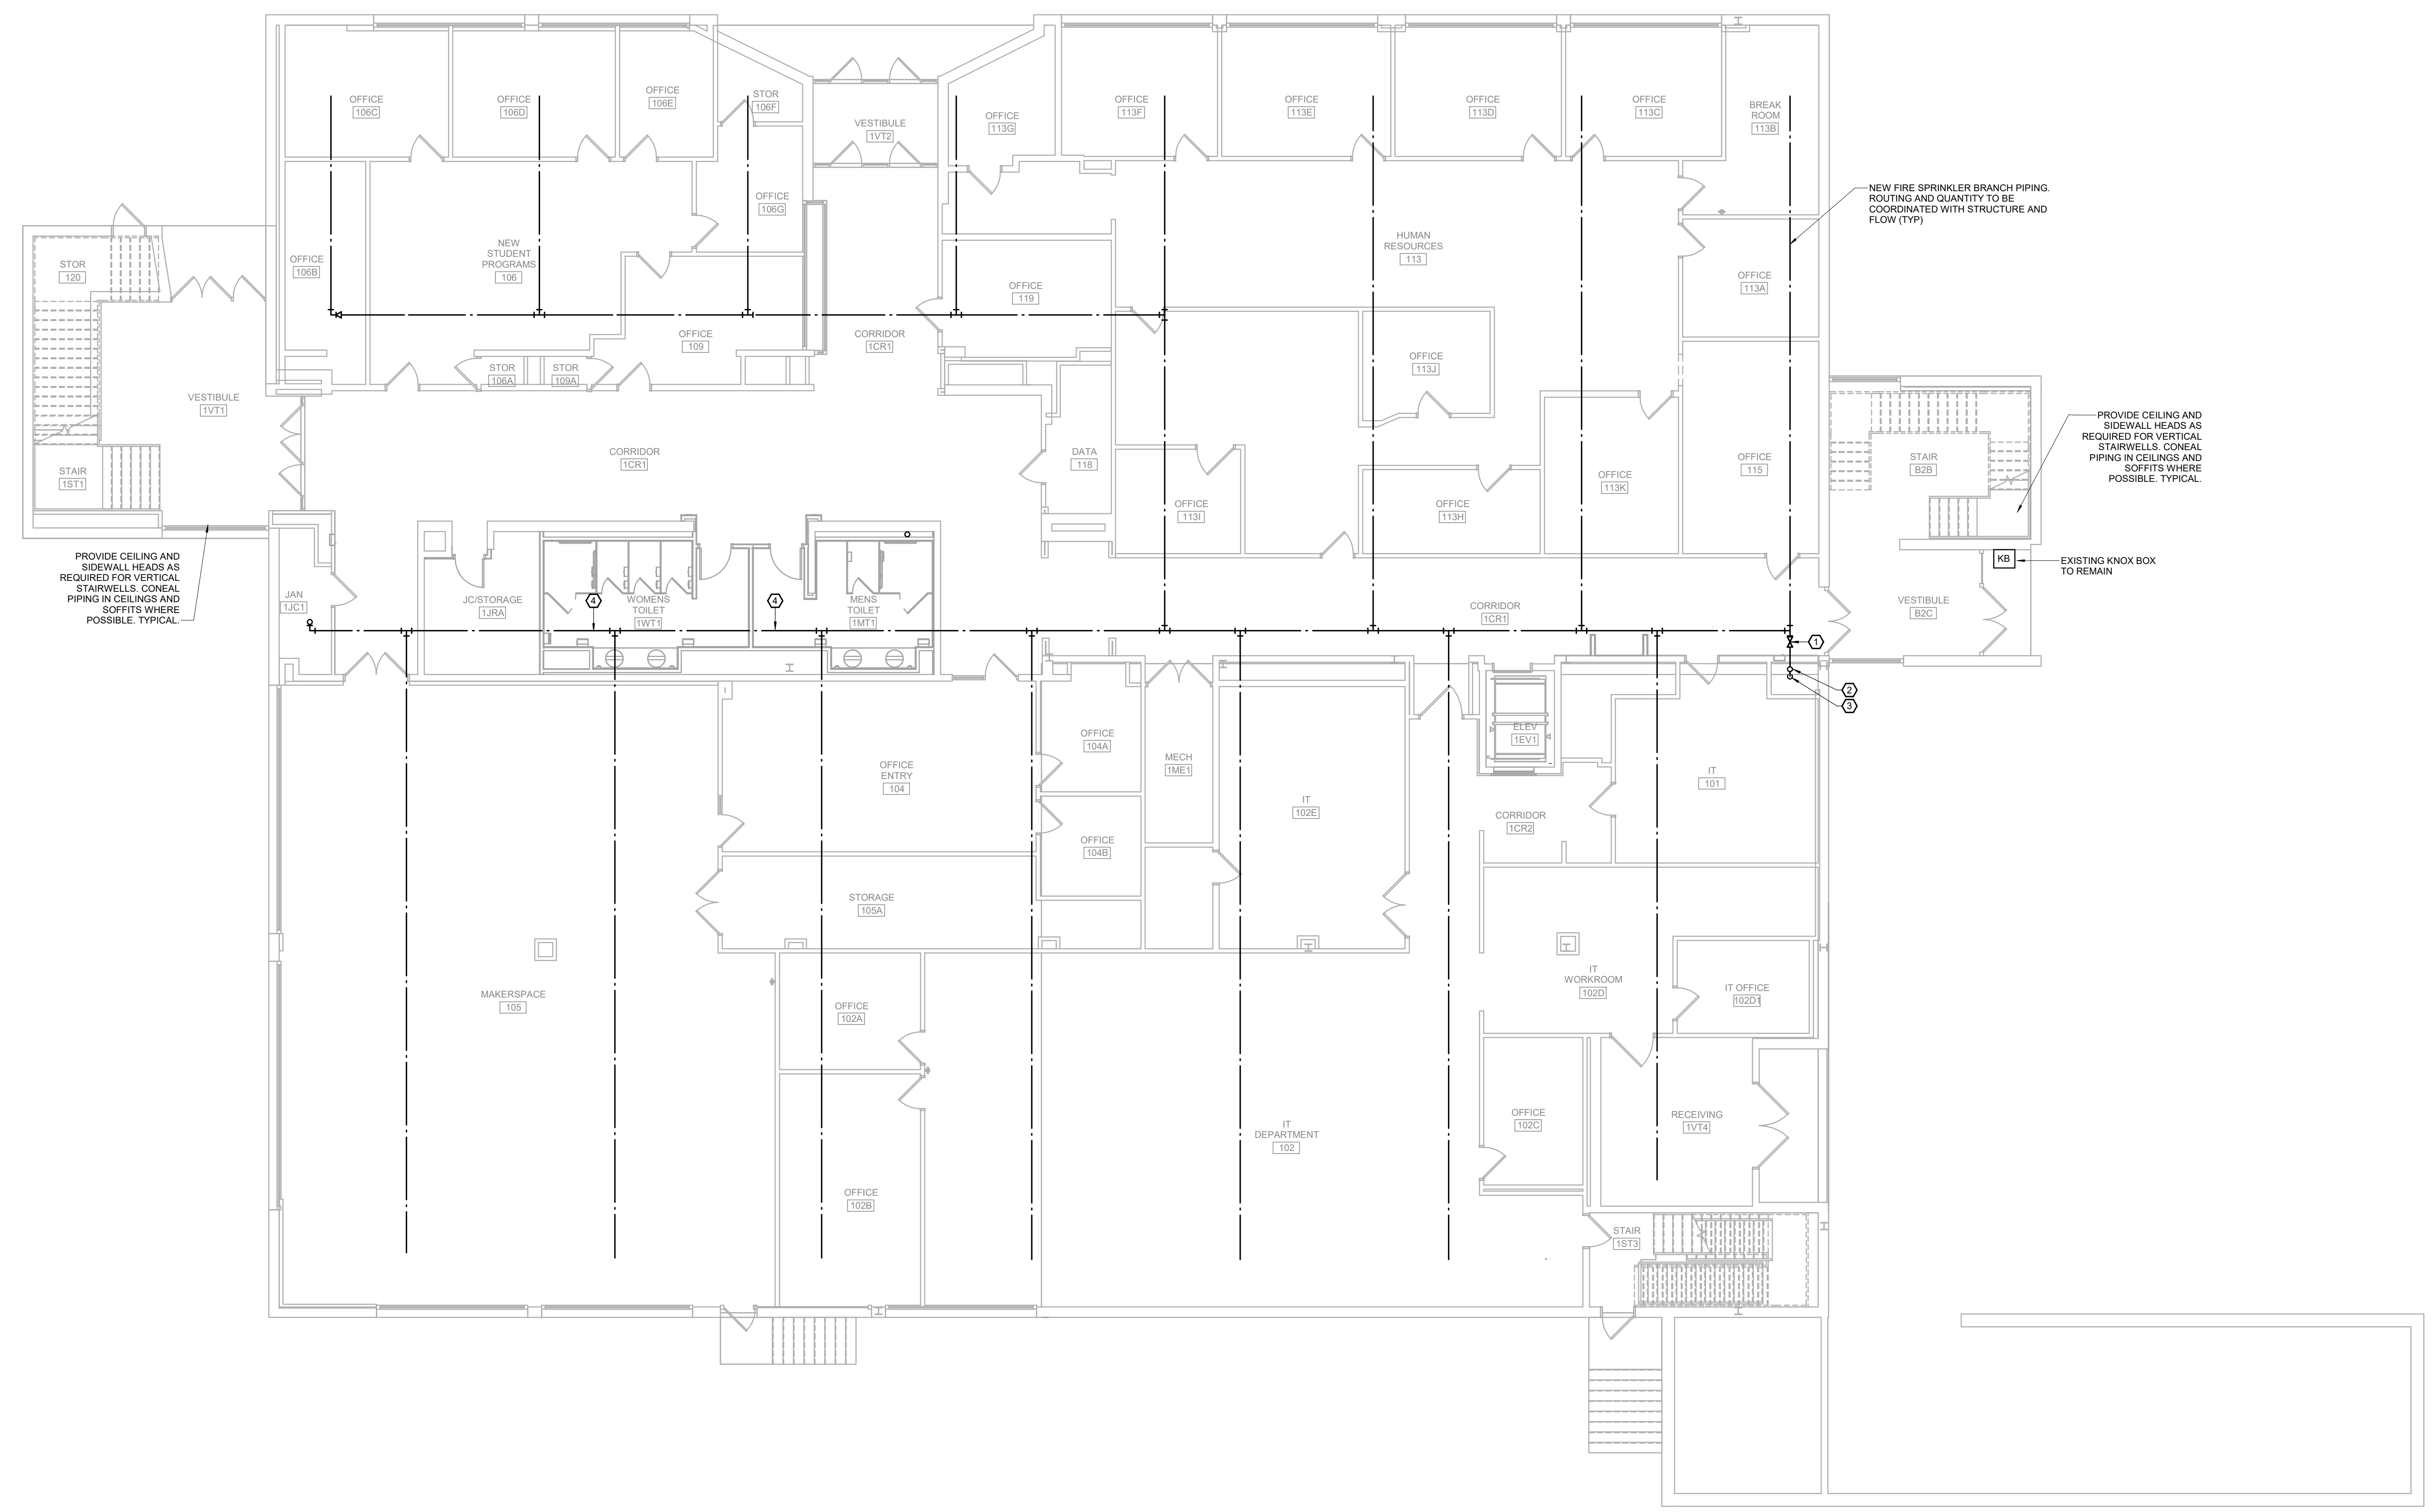 OFFICE
106C
OFFICE
106D
OFFICE
106E
STOR
106F
VESTIBULE
1VT2
OFFICE
113G
OFFICE
113F
OFFICE
113E
OFFICE
113D
OFFICE
113C
BREAK
ROOM
113B
NEW FIRE SPRINKLER BRANCH PIPING.
ROUTING AND QUANTITY TO BE
COORDINATED WITH STRUCTURE AND
FLOW (TYP)
OFFICE
106G
STOR
120
OFFICE
106B
NEW
STUDENT
PROGRAMS
106
HUMAN
RESOURCES
113
OFFICE
119
OFFICE
113A
OFFICE
109
CORRIDOR
1CR1
STOR
106A
STOR
109A
OFFICE
113J
VESTIBULE
1VT1
PROVIDE CEILING AND
SIDEWALL HEADS AS
REQUIRED FOR VERTICAL
STAIRWELLS. CONEAL
PIPING IN CEILINGS AND
SOFFITS WHERE
POSSIBLE. TYPICAL.
STAIR
1ST1
CORRIDOR
1CR1
DATA
118
OFFICE
113I
OFFICE
113H
OFFICE
113K
OFFICE
115
STAIR
B2B
PROVIDE CEILING AND
SIDEWALL HEADS AS
REQUIRED FOR VERTICAL
STAIRWELLS. CONEAL
PIPING IN CEILINGS AND
SOFFITS WHERE
POSSIBLE. TYPICAL.
KB
EXISTING KNOX BOX
TO REMAIN
JAN
1JC1
JC/STORAGE
1JRA
4
WOMENS
TOILET
1WT1
4
MENS
TOILET
1MT1
CORRIDOR
1CR1
VESTIBULE
B2C
1
2
3
OFFICE
104A
MECH
1ME1
ELEV
1EV1
OFFICE
ENTRY
104
IT
101
IT
102E
CORRIDOR
1CR2
OFFICE
104B
STORAGE
105A
MAKERSPACE
105
OFFICE
102A
IT
WORKROOM
102D
IT OFFICE
102D1
IT
DEPARTMENT
102
OFFICE
102C
RECEIVING
1VT4
OFFICE
102B
STAIR
1ST3